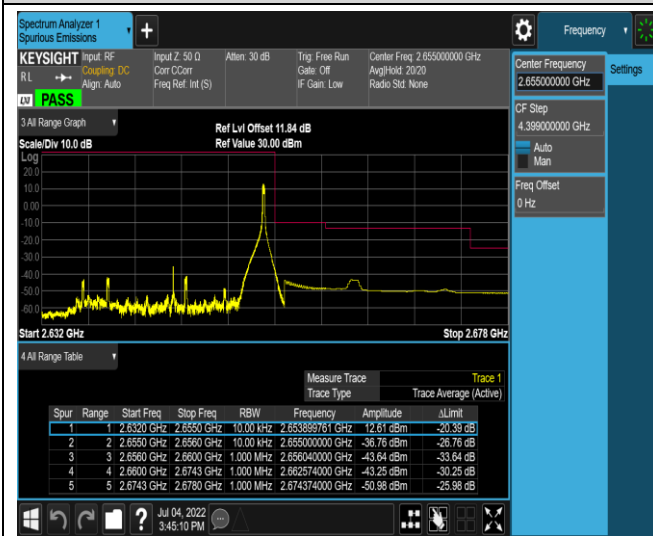 Spectrum Analyzer 1
Spurious Emissions
Frequency
KEYSIGHT
RL
PASS
Input: RF
Coupling: DC
Align: Auto
Input Z: 50 Ω
Corr CCorr
Freq Ref: Int (S)
Atten: 30 dB
Trig: Free Run
Gate: Off
IF Gain: Low
Center Freq: 2.655000000 GHz
Avg|Hold: 20/20
Radio Std: None
Center Frequency
2.655000000 GHz
Settings
CF Step
4.399000000 GHz
Auto
Man
Freq Offset
0 Hz
3 All Range Graph
Scale/Div 10.0 dB
Ref Lvl Offset 11.84 dB
Ref Value 30.00 dBm
Log
20.0
10.0
0.00
-10.0
-20.0
-30.0
-40.0
-50.0
-60.0
Start 2.632 GHz
Stop 2.678 GHz
4 All Range Table
Measure Trace Trace 1
Trace Type Trace Average (Active)
Spur Range Start Freq Stop Freq RBW Frequency Amplitude ΔLimit
1 1 2.6320 GHz 2.6550 GHz 10.00 kHz 2.653899761 GHz 12.61 dBm -20.39 dB
2 2 2.6550 GHz 2.6560 GHz 10.00 kHz 2.655000000 GHz -36.76 dBm -26.76 dB
3 3 2.6560 GHz 2.6600 GHz 1.000 MHz 2.656040000 GHz -43.64 dBm -33.64 dB
4 4 2.6600 GHz 2.6743 GHz 1.000 MHz 2.662574000 GHz -43.25 dBm -30.25 dB
5 5 2.6743 GHz 2.6780 GHz 1.000 MHz 2.674374000 GHz -50.98 dBm -25.98 dB
Jul 04, 2022
3:45:10 PM